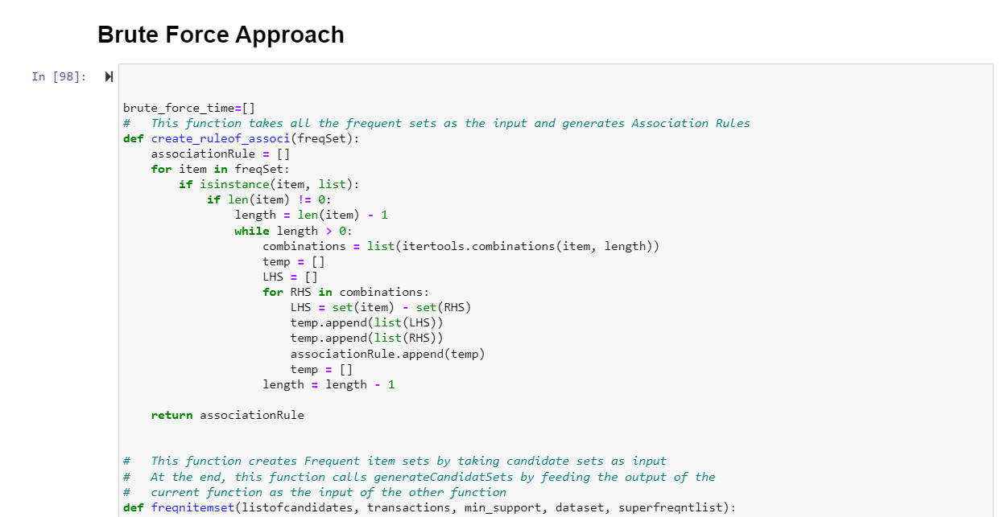 Brute Force Approach
In [98]:
brute_force_time=[]
#   This function takes all the frequent sets as the input and generates Association Rules
def create_ruleof_associ(freqSet):
    associationRule = []
    for item in freqSet:
        if isinstance(item, list):
            if len(item) != 0:
                length = len(item) - 1
                while length > 0:
                    combinations = list(itertools.combinations(item, length))
                    temp = []
                    LHS = []
                    for RHS in combinations:
                        LHS = set(item) - set(RHS)
                        temp.append(list(LHS))
                        temp.append(list(RHS))
                        associationRule.append(temp)
                        temp = []
                    length = length - 1
    return associationRule
#   This function creates Frequent item sets by taking candidate sets as input
#   At the end, this function calls generateCandidatSets by feeding the output of the
#   current function as the input of the other function
def freqnitemset(listofcandidates, transactions, min_support, dataset, superfreqntlist):